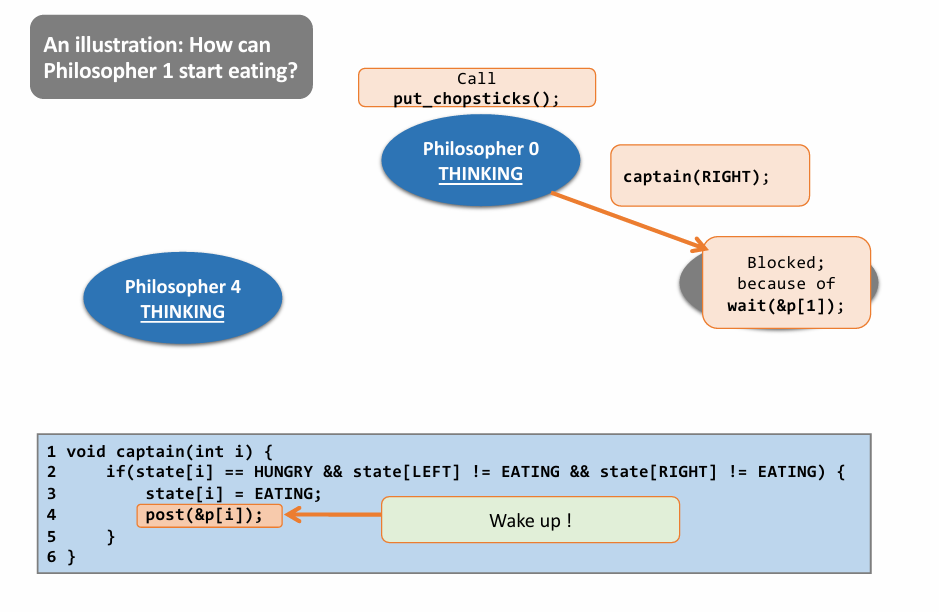 An illustration: How can
Philosopher 1 start eating?
Call
put_chopsticks();
Philosopher 0
THINKING
captain(RIGHT);
Blocked;
because of
wait(&p[1]);
Philosopher 4
THINKING
1 void captain(int i) {
2     if(state[i] == HUNGRY && state[LEFT] != EATING && state[RIGHT] != EATING) {
3         state[i] = EATING;
4         post(&p[i]);
Wake up !
5     }
6 }